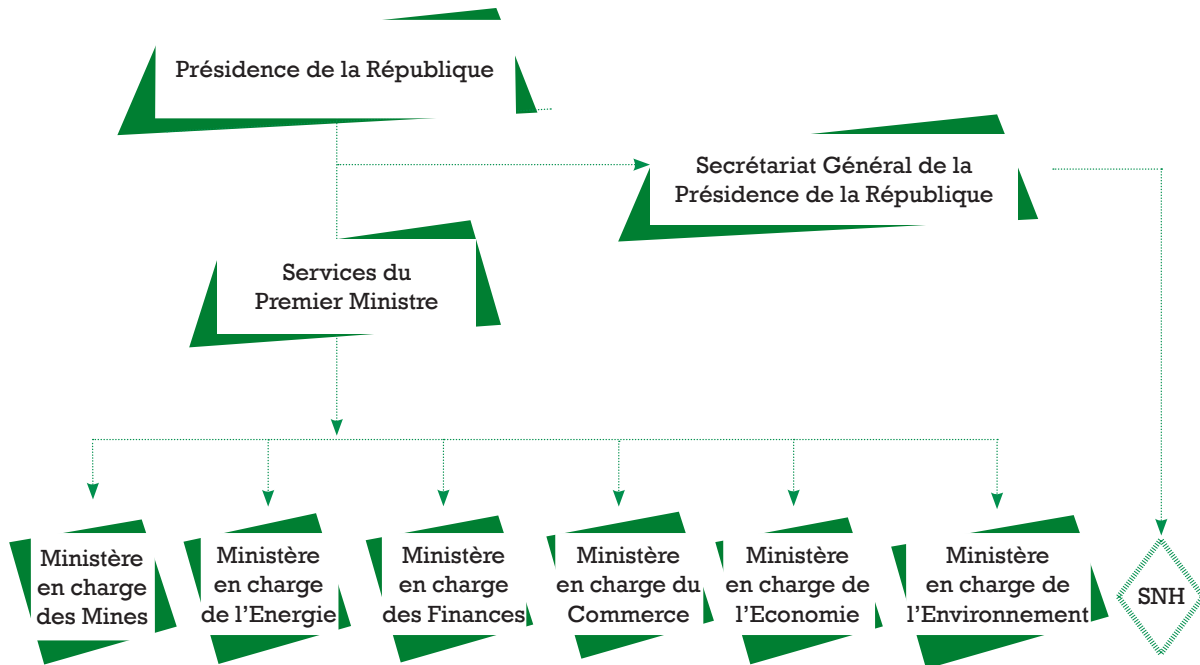 Présidence de la République
Secrétariat Général de la
Présidence de la République
Services du
Premier Ministre
Ministère
en charge
des Mines
Ministère
en charge
de l'Energie
Ministère
en charge
des Finances
Ministère
en charge du
Commerce
Ministère
en charge de
l'Economie
Ministère
en charge de
l'Environnement
SNH